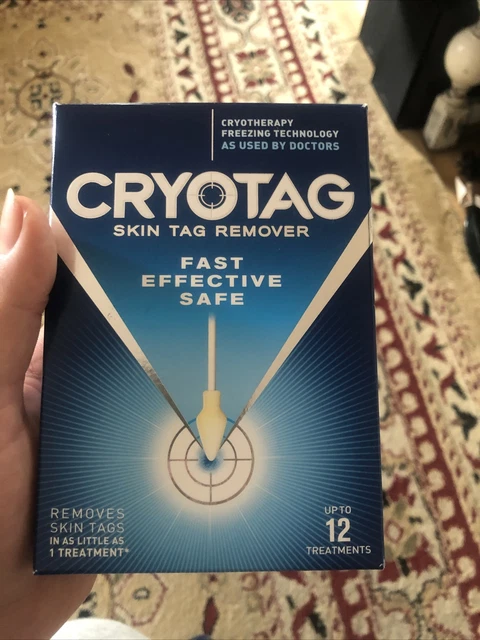 CRYOTHERAPY
FREEZING TECHNOLOGY
AS USED BY DOCTORS
CRYOTAG
SKIN TAG REMOVER
FAST
EFFECTIVE
SAFE
REMOVES
SKIN TAGS
IN AS LITTLE AS
1 TREATMENT*
UP TO
12
TREATMENTS